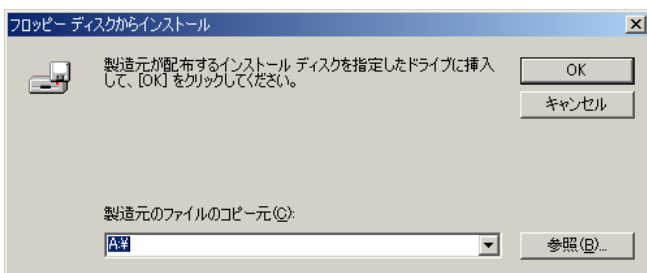 フロッピー ディスクからインストール
製造元が配布するインストール ディスクを指定したドライブに挿入
して、[OK] をクリックしてください。
OK
キャンセル
製造元のファイルのコピー元(C):
A:¥
参照(B)...